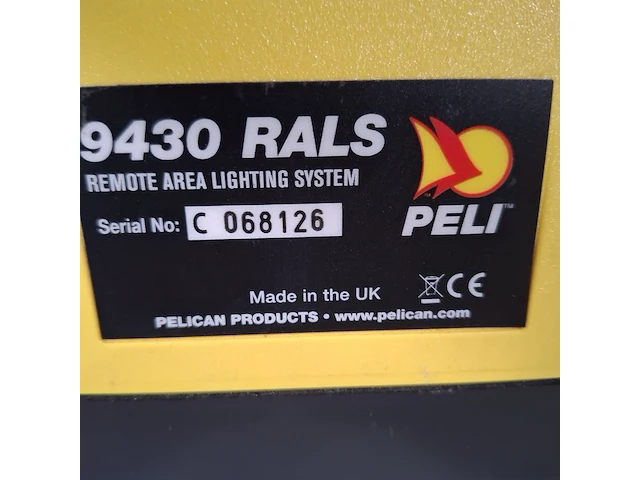 9430 RALS
REMOTE AREA LIGHTING SYSTEM
Serial No: C 068126
PELI™
Made in the UK CE
PELICAN PRODUCTS • www.pelican.com